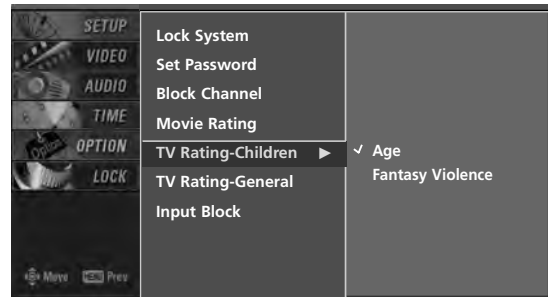 SETUP
VIDEO
AUDIO
TIME
OPTION
LOCK
Move MENU Prev
Lock System
Set Password
Block Channel
Movie Rating
TV Rating-Children ▶
TV Rating-General
Input Block
✓ Age
Fantasy Violence